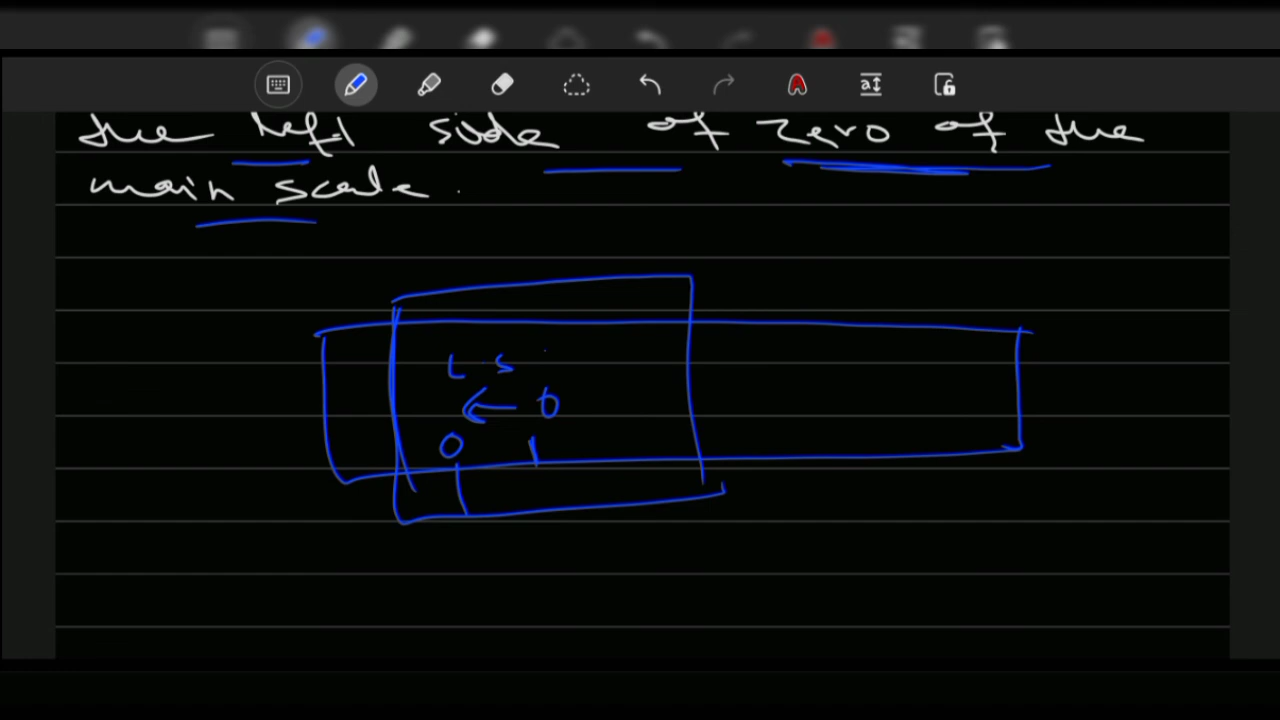 the left side of zero of the
main scale.
L. S.
← 0
0